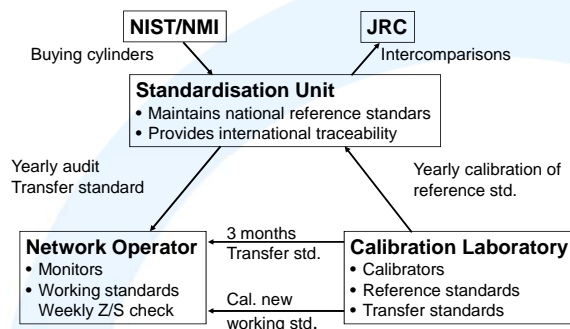 NIST/NMI
JRC
Buying cylinders
Intercomparisons
Standardisation Unit
• Maintains national reference standars
• Provides international traceability
Yearly audit
Transfer standard
Yearly calibration of
reference std.
3 months
Transfer std.
Network Operator
• Monitors
• Working standards
Weekly Z/S check
Cal. new
working std.
Calibration Laboratory
• Calibrators
• Reference standards
• Transfer standards